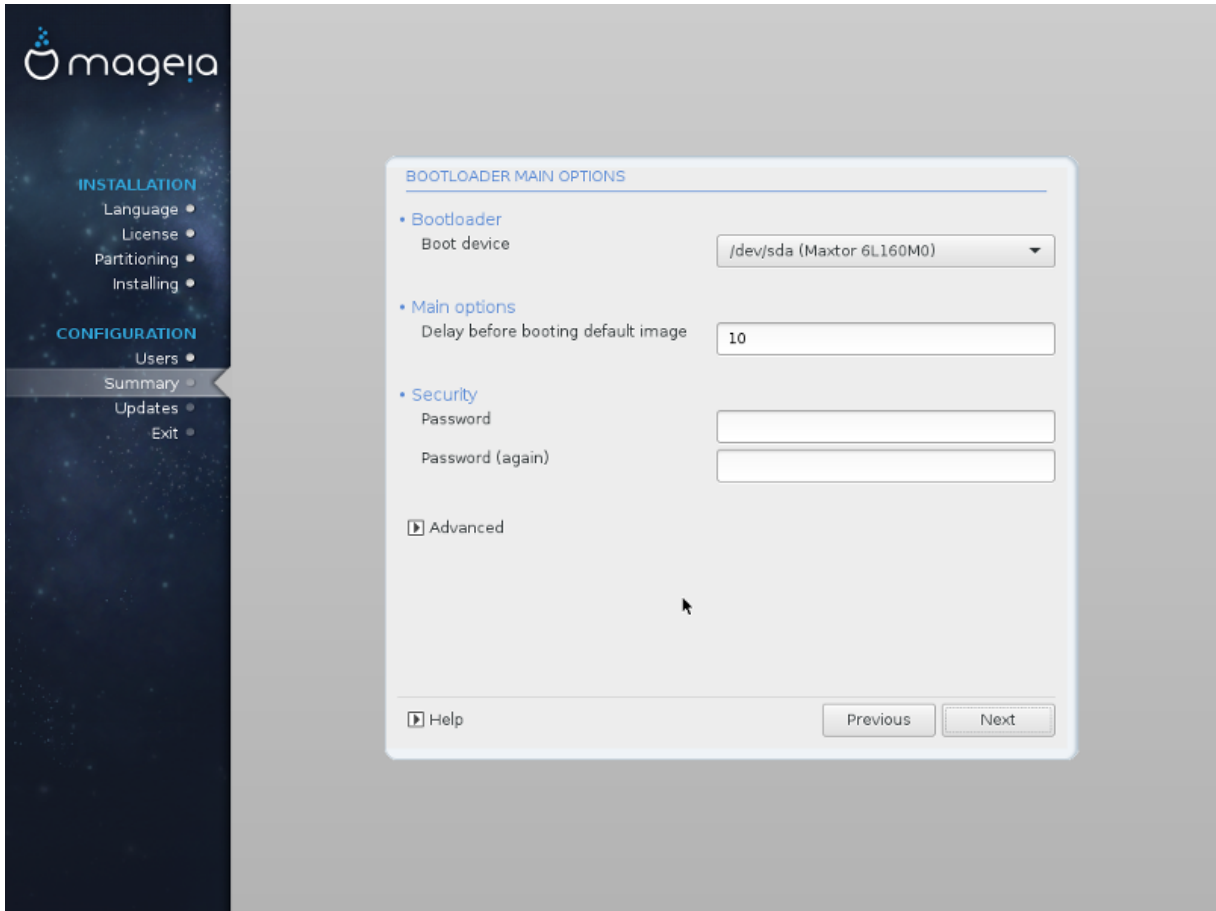 mageia
INSTALLATION
Language
License
Partitioning
Installing
CONFIGURATION
Users
Summary
Updates
Exit
BOOTLOADER MAIN OPTIONS
• Bootloader
Boot device
/dev/sda (Maxtor 6L160M0)
• Main options
Delay before booting default image
10
• Security
Password
Password (again)
Advanced
Help
Previous
Next